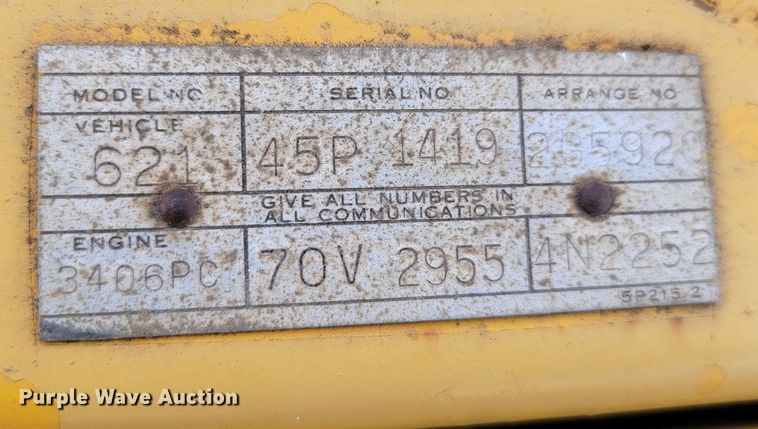 MODEL NO SERIAL NO ARRANGE NO
VEHICLE
621 45P 1419
GIVE ALL NUMBERS IN
ALL COMMUNICATIONS
ENGINE
3406PC 70V 2955 4N2252
5P215 2
Purple Wave Auction